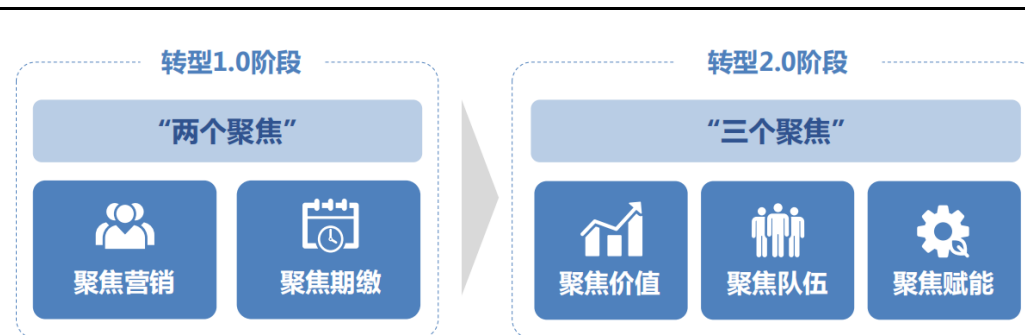 转型1.0阶段
“两个聚焦”
聚焦营销
聚焦期缴
转型2.0阶段
“三个聚焦”
聚焦价值
聚焦队伍
聚焦赋能